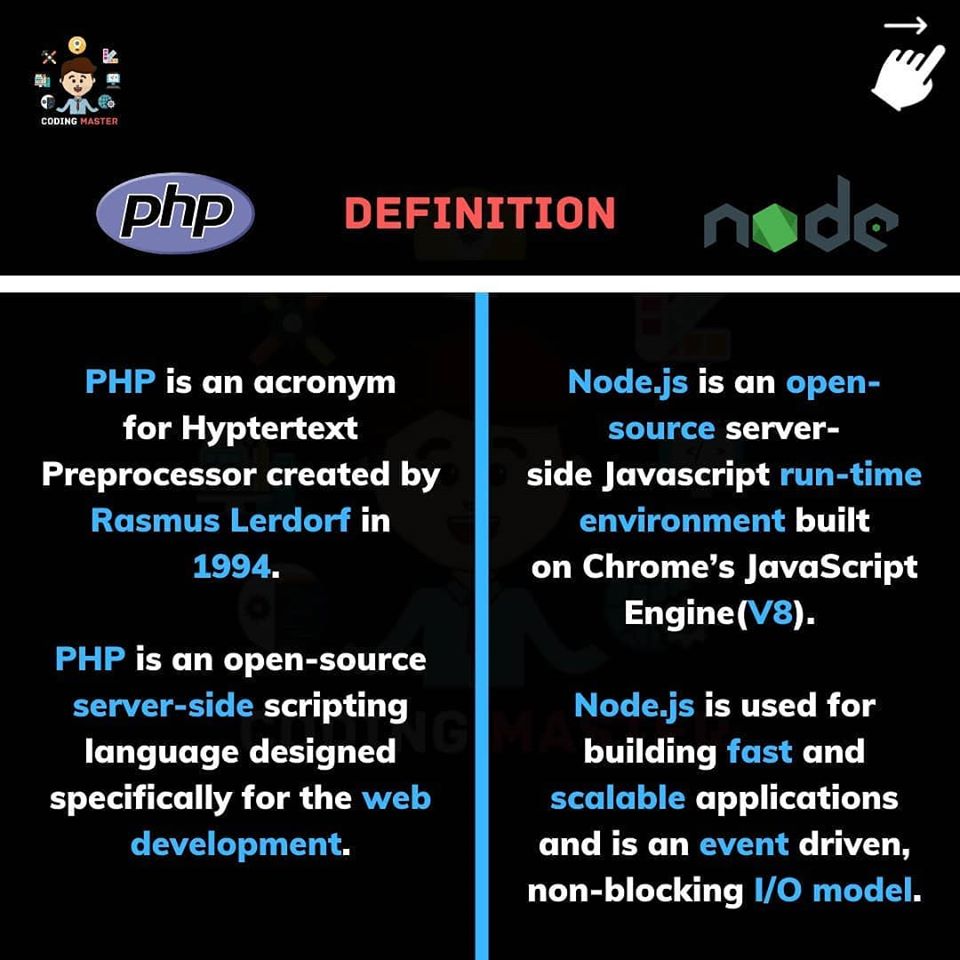 CODING MASTER
php
DEFINITION
node
PHP is an acronym
for Hyptertext
Preprocessor created by
Rasmus Lerdorf in
1994.
PHP is an open-source
server-side scripting
language designed
specifically for the web
development.
Node.js is an open-
source server-
side Javascript run-time
environment built
on Chrome’s JavaScript
Engine(V8).
Node.js is used for
building fast and
scalable applications
and is an event driven,
non-blocking I/O model.
CODING MASTER